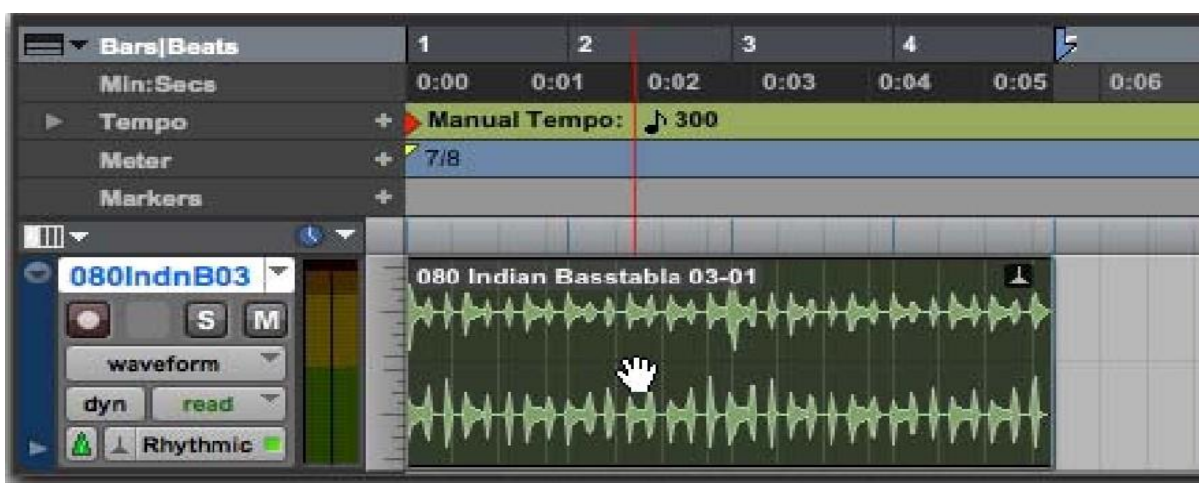 Bars|Beats 1 2 3 4 5
Min:Secs 0:00 0:01 0:02 0:03 0:04 0:05 0:06
Tempo + Manual Tempo: ♪ 300
Meter + 7/8
Markers +
080IndnB03 080 Indian Basstabla 03-01
S M
waveform
dyn read
Rhythmic